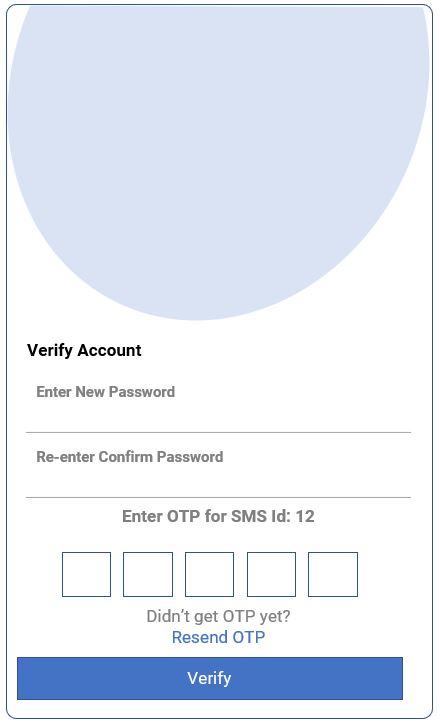 Verify Account
Enter New Password
Re-enter Confirm Password
Enter OTP for SMS Id: 12
Didn’t get OTP yet?
Resend OTP
Verify